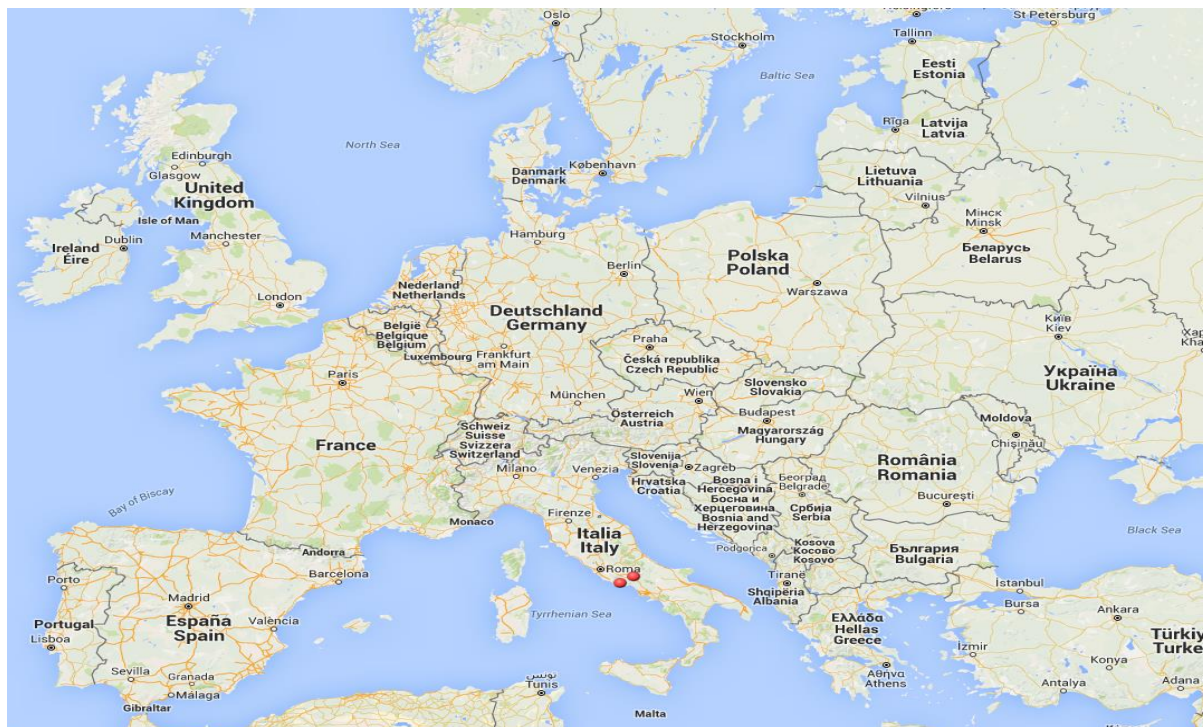 Oslo
St Petersburg
Stockholm
Tallinn
Eesti
Estonia
Baltic Sea
Rīga
Latvija
Latvia
North Sea
Edinburgh
Glasgow
København
Danmark
Denmark
Lietuva
Lithuania
Vilnius
United
Kingdom
Isle of Man
Мінск
Minsk
Беларусь
Belarus
Ireland
Éire
Dublin
Manchester
Hamburg
Berlin
Polska
Poland
Warszawa
Nederland
Netherlands
London
Deutschland
Germany
België
Belgique
Belgium
Luxembourg
Frankfurt
am Main
Praha
Česká republika
Czech Republic
Київ
Kiev
Хар
Kha
Україна
Ukraine
Paris
München
Slovensko
Slovakia
Wien
Österreich
Austria
Budapest
Magyarország
Hungary
Moldova
Chișinău
France
Schweiz
Suisse
Svizzera
Switzerland
Milano
Venezia
Slovenija
Slovenia
Zagreb
Hrvatska
Croatia
Bosna i
Hercegovina
Босна и
Херцеговина
Bosnia and
Herzegovina
Београд
Belgrade
Србија
Serbia
România
Romania
București
Bay of Biscay
Monaco
Firenze
Italia
Italy
Andorra
Podgorica
Kosova
Косово
Kosovo
България
Bulgaria
Black Sea
Porto
Barcelona
Roma
Tiranë
Shqipëria
Albania
İstanbul
Bursa
Ankara
Madrid
España
Spain
València
Portugal
Lisboa
Tyrrhenian Sea
Ελλάδα
Hellas
Greece
İzmir
Türkiy
Turke
Konya
Sevilla
Granada
Málaga
Gibraltar
تونس
Tunis
Αθήνα
Athens
Antalya
Adana
Malta